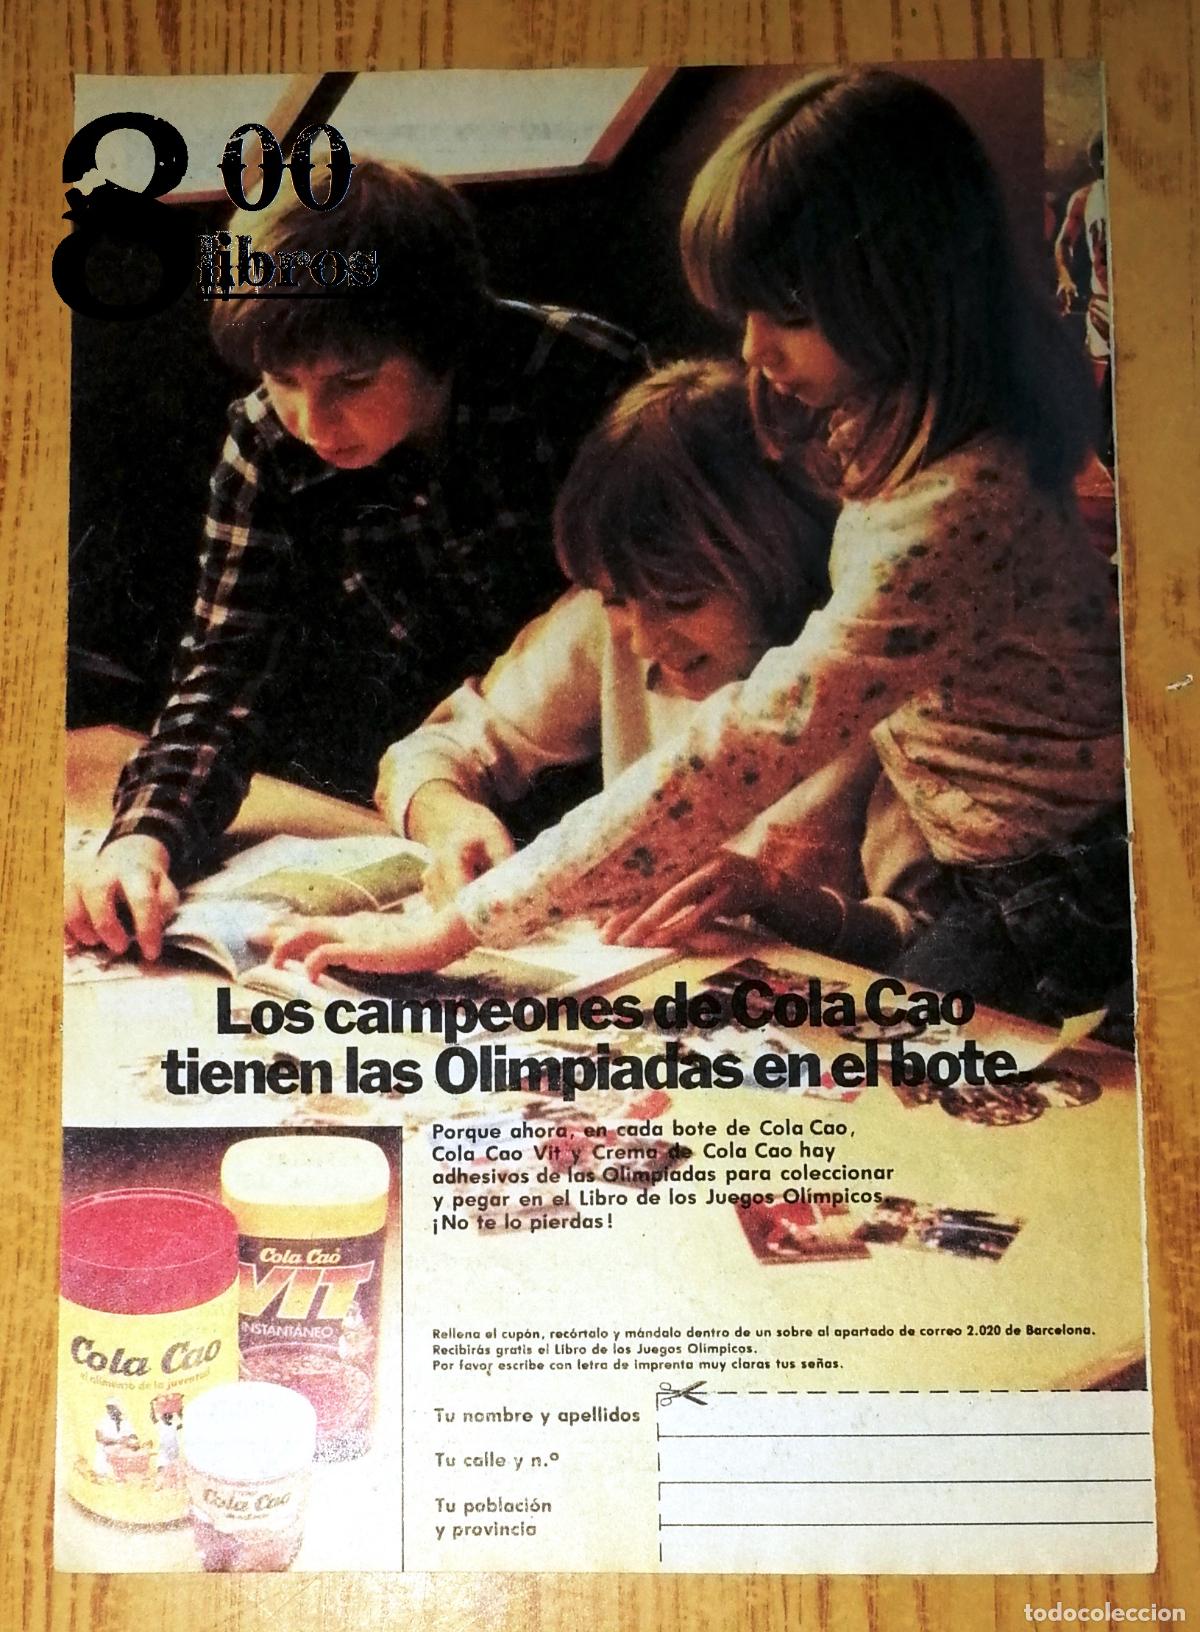 800
libros
Los campeones de Cola Cao
tienen las Olimpiadas en el bote.
Porque ahora, en cada bote de Cola Cao,
Cola Cao Vit y Crema de Cola Cao hay
adhesivos de las Olimpiadas para coleccionar
y pegar en el Libro de los Juegos Olímpicos.
¡No te lo pierdas!
Cola Cao
VIT
INSTANTÁNEO
Cola Cao
el alimento de la juventud
Cola Cao
Rellena el cupón, recórtalo y mándalo dentro de un sobre al apartado de correo 2.020 de Barcelona.
Recibirás gratis el Libro de los Juegos Olímpicos.
Por favor escribe con letra de imprenta muy claras tus señas.
Tu nombre y apellidos
Tu calle y n.º
Tu población
y provincia
todocoleccion